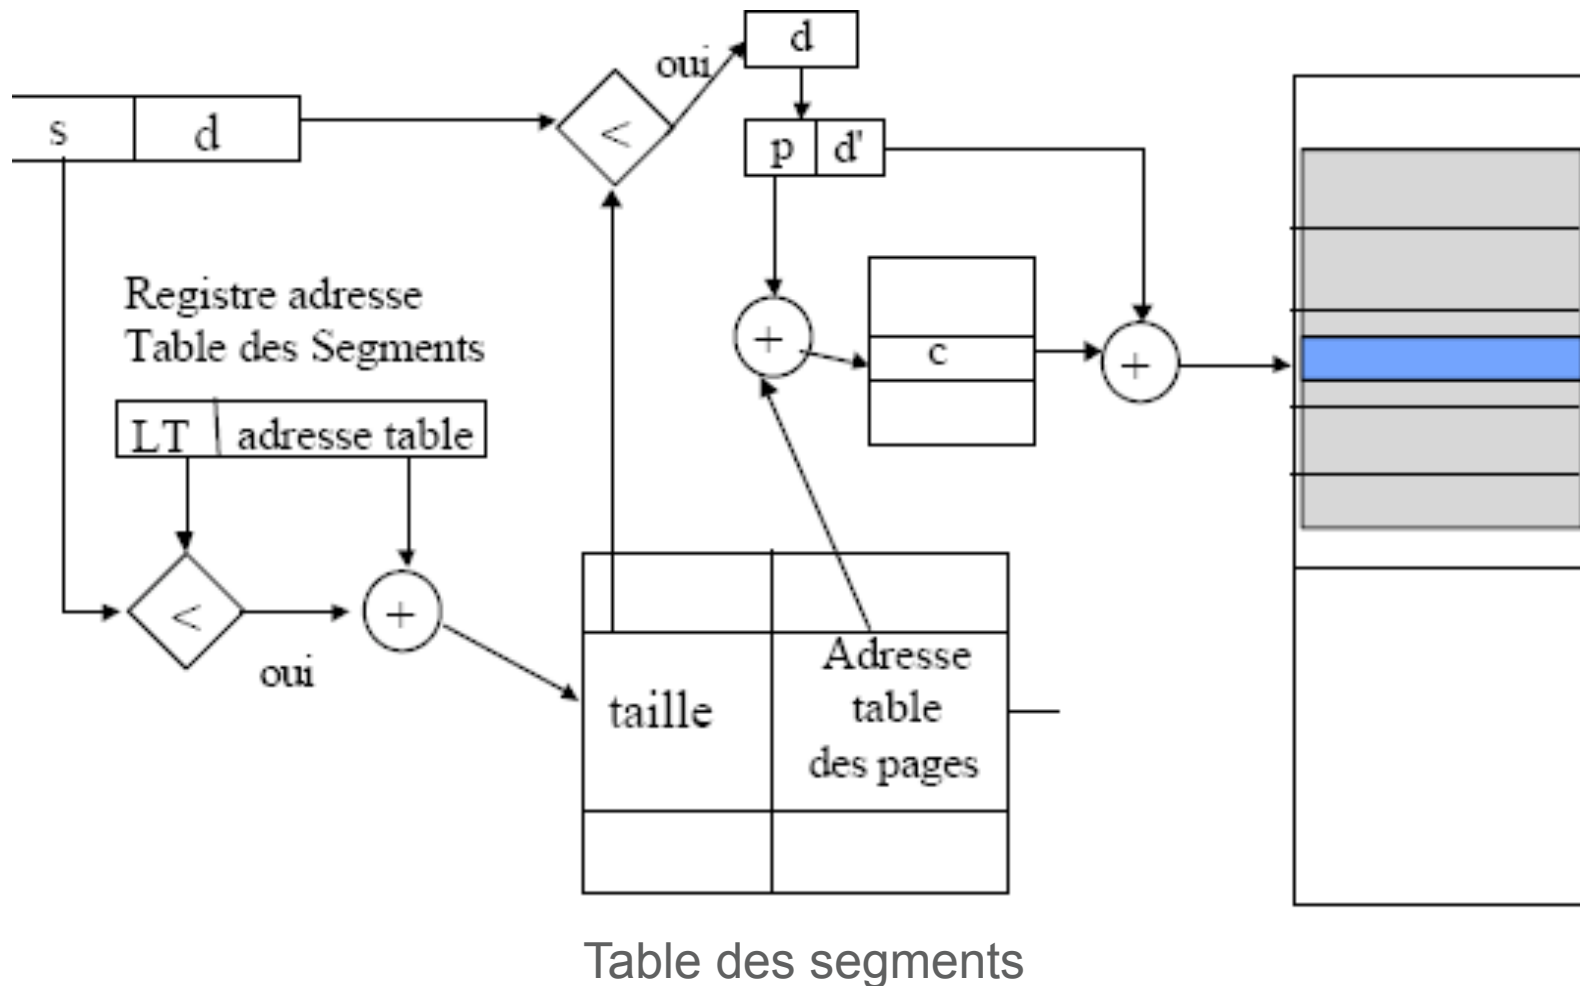 d
oui
<
s
d
p
d'
Registre adresse
Table des Segments
+
c
+
LT
adresse table
<
oui
+
taille
Adresse
table
des pages
Table des segments